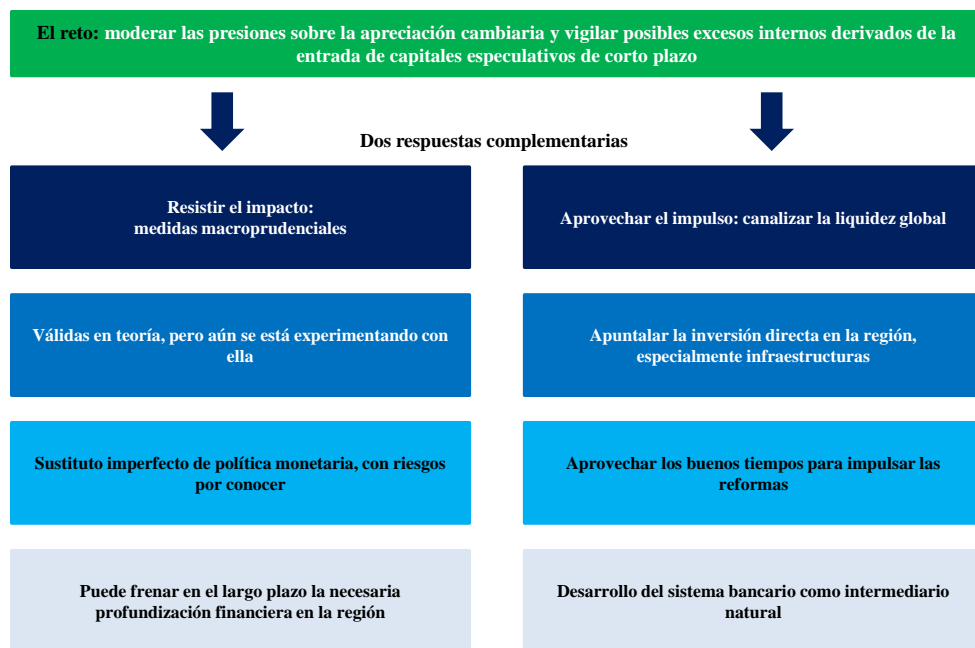 El reto: moderar las presiones sobre la apreciación cambiaria y vigilar posibles excesos internos derivados de la
entrada de capitales especulativos de corto plazo
Dos respuestas complementarias
Resistir el impacto:
medidas macroprudenciales
Aprovechar el impulso: canalizar la liquidez global
Válidas en teoría, pero aún se está experimentando con
ella
Apuntalar la inversión directa en la región,
especialmente infraestructuras
Sustituto imperfecto de política monetaria, con riesgos
por conocer
Aprovechar los buenos tiempos para impulsar las
reformas
Puede frenar en el largo plazo la necesaria
profundización financiera en la región
Desarrollo del sistema bancario como intermediario
natural